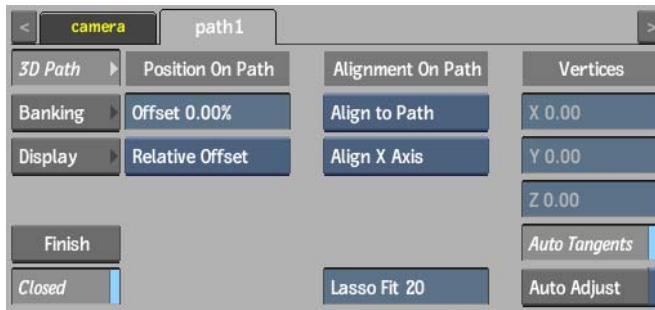 < camera path1 >
3D Path Position On Path Alignment On Path Vertices
Banking Offset 0.00% Align to Path X 0.00
Display Relative Offset Align X Axis Y 0.00
Z 0.00
Finish Auto Tangents
Closed Lasso Fit 20 Auto Adjust